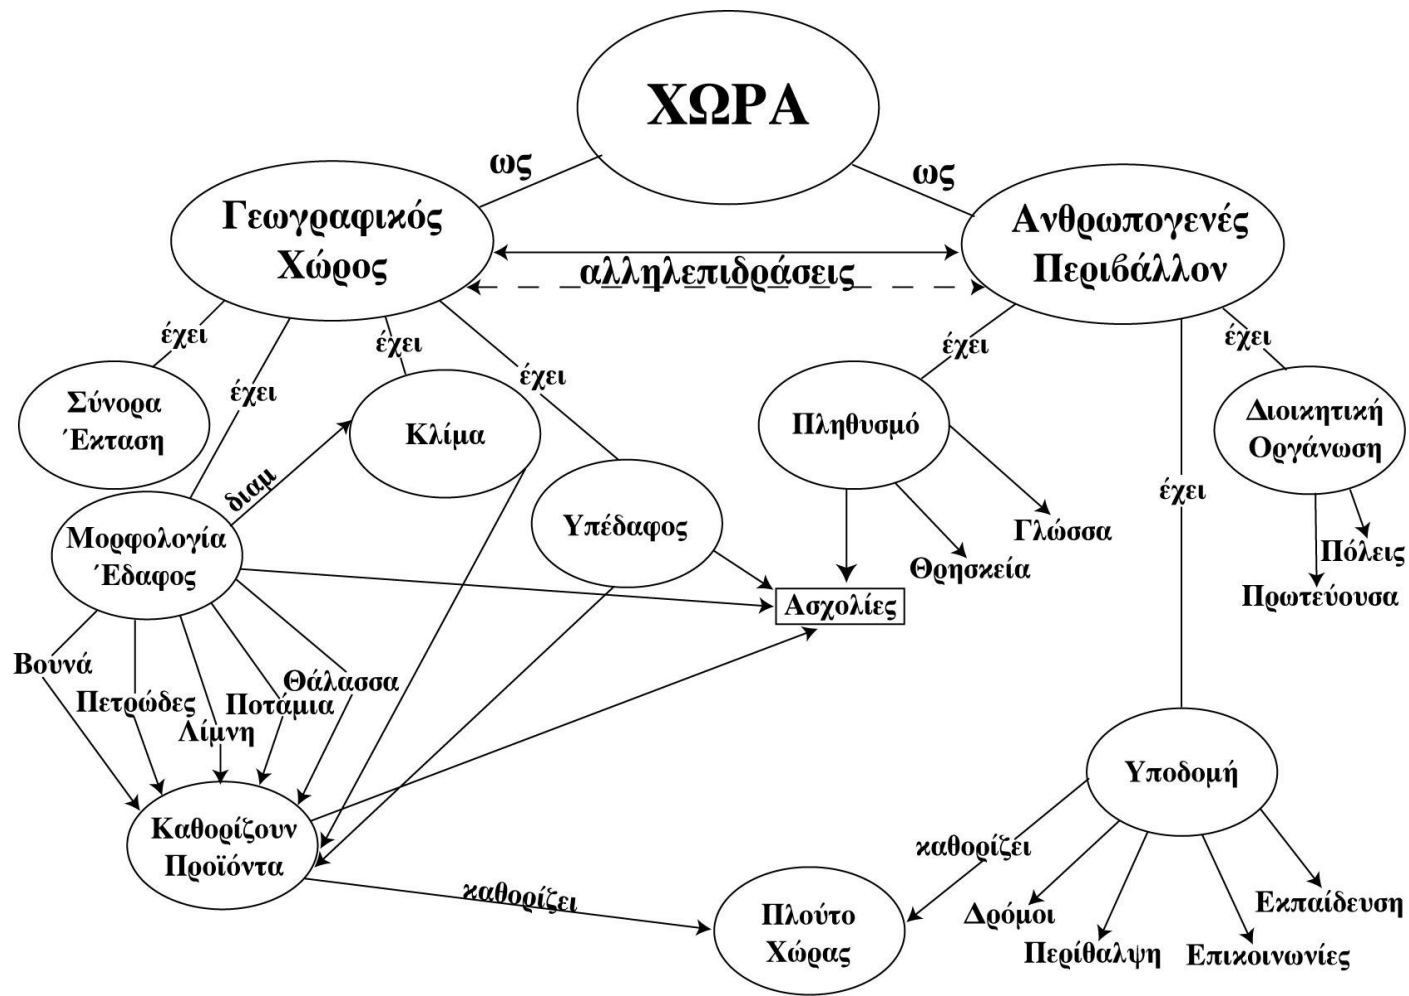 ΧΩΡΑ
ως
ως
Γεωγραφικός
Χώρος
Ανθρωπογενές
Περιβάλλον
αλληλεπιδράσεις
έχει
έχει
έχει
έχει
έχει
έχει
έχει
Σύνορα
Έκταση
Κλίμα
Πληθυσμό
Διοικητική
Οργάνωση
διαμ
Μορφολογία
Έδαφος
Υπέδαφος
Γλώσσα
Θρησκεία
Πόλεις
Πρωτεύουσα
Ασχολίες
Βουνά
Πετρώδες
Λίμνη
Ποτάμια
Θάλασσα
Υποδομή
Καθορίζουν
Προϊόντα
καθορίζει
καθορίζει
Πλούτο
Χώρας
Δρόμοι
Περίθαλψη
Επικοινωνίες
Εκπαίδευση